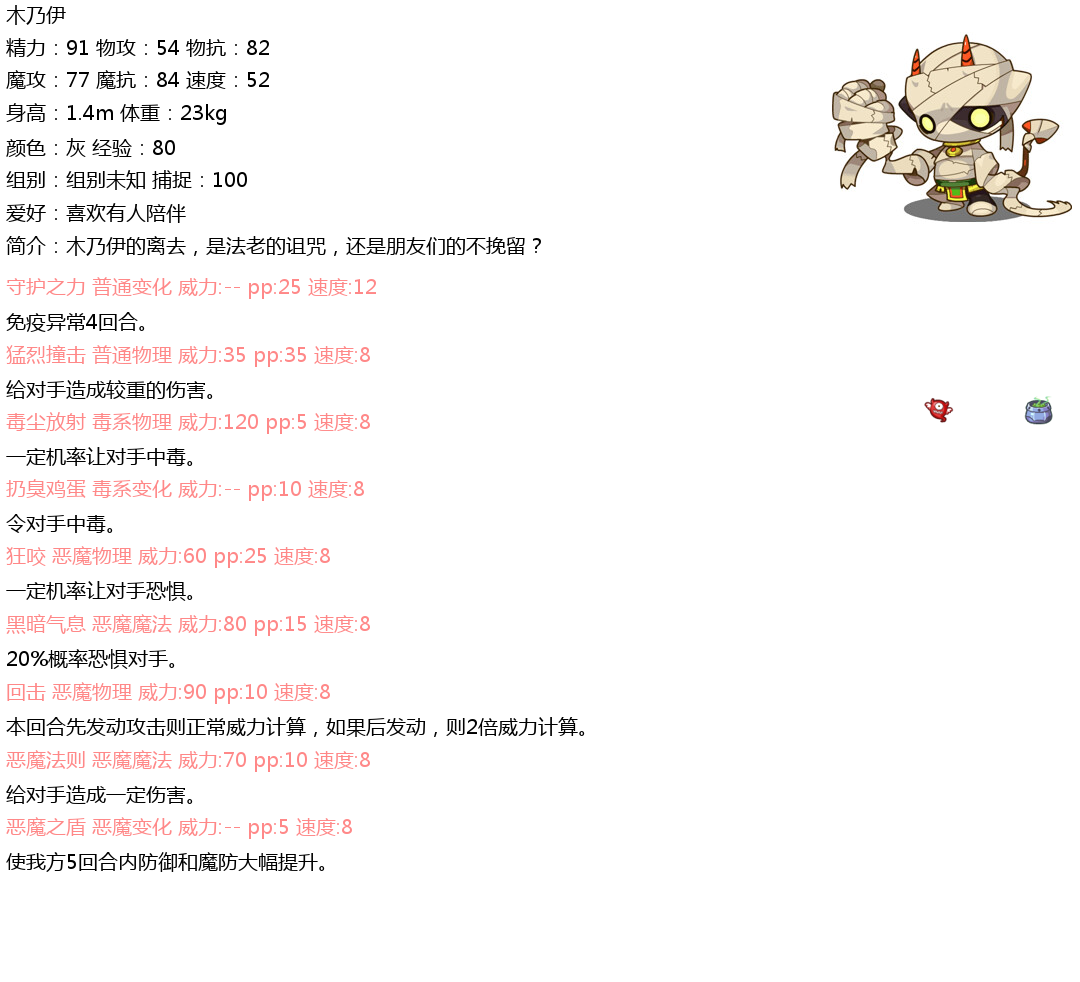 木乃伊
精力：91 物攻：54 物抗：82
魔攻：77 魔抗：84 速度：52
身高：1.4m 体重：23kg
颜色：灰 经验：80
组别：组别未知 捕捉：100
爱好：喜欢有人陪伴
简介：木乃伊的离去，是法老的诅咒，还是朋友们的不挽留？
守护之力 普通变化 威力:-- pp:25 速度:12
免疫异常4回合。
猛烈撞击 普通物理 威力:35 pp:35 速度:8
给对手造成较重的伤害。
毒尘放射 毒系物理 威力:120 pp:5 速度:8
一定机率让对手中毒。
扔臭鸡蛋 毒系变化 威力:-- pp:10 速度:8
令对手中毒。
狂咬 恶魔物理 威力:60 pp:25 速度:8
一定机率让对手恐惧。
黑暗气息 恶魔魔法 威力:80 pp:15 速度:8
20%概率恐惧对手。
回击 恶魔物理 威力:90 pp:10 速度:8
本回合先发动攻击则正常威力计算，如果后发动，则2倍威力计算。
恶魔法则 恶魔魔法 威力:70 pp:10 速度:8
给对手造成一定伤害。
恶魔之盾 恶魔变化 威力:-- pp:5 速度:8
使我方5回合内防御和魔防大幅提升。